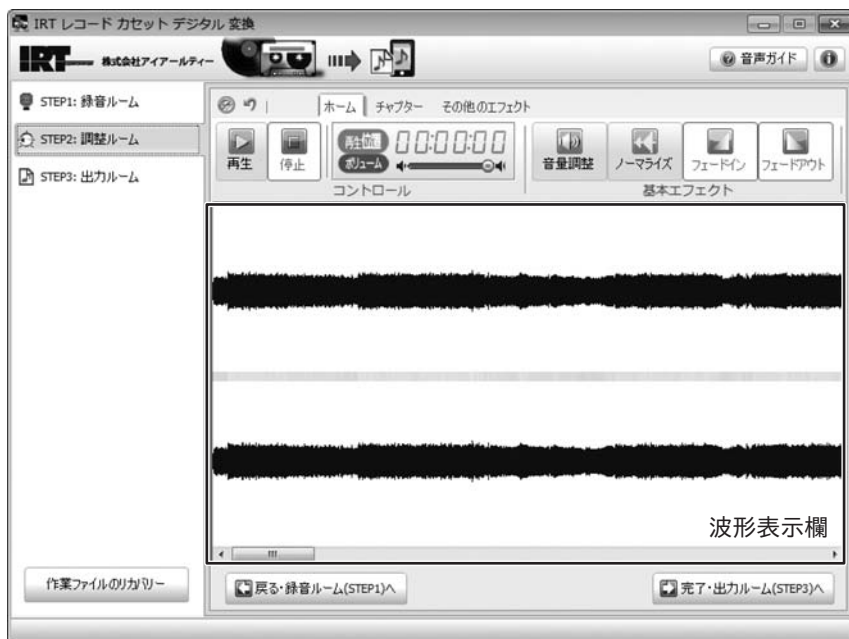 IRT レコード カセット デジタル 変換
IRT 株式会社アイアールティー
音声ガイド
STEP1: 録音ルーム
STEP2: 調整ルーム
STEP3: 出力ルーム
ホーム チャプター その他のエフェクト
再生 停止
再生位置 00:00:00
ボリューム
コントロール
音量調整 ノーマライズ フェードイン フェードアウト
基本エフェクト
波形表示欄
作業ファイルのリカバリー
戻る・録音ルーム(STEP1)へ
完了・出力ルーム(STEP3)へ